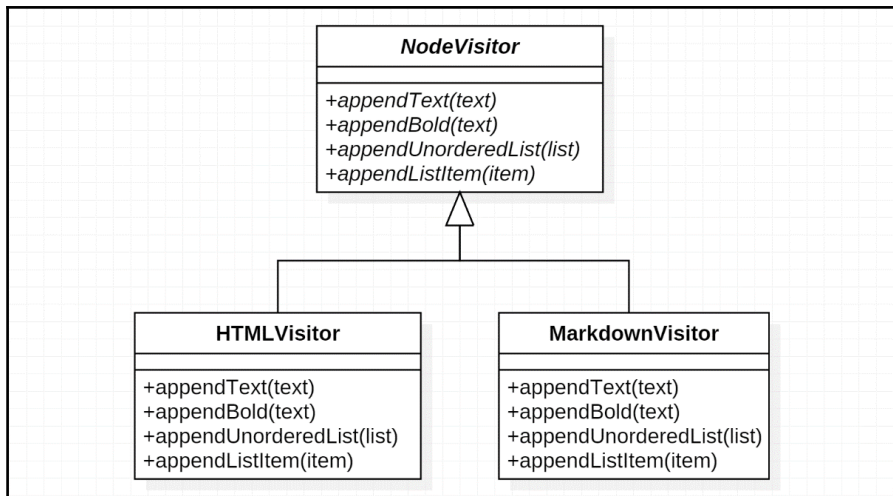 NodeVisitor
+appendText(text)
+appendBold(text)
+appendUnorderedList(list)
+appendListItem(item)
HTMLVisitor
+appendText(text)
+appendBold(text)
+appendUnorderedList(list)
+appendListItem(item)
MarkdownVisitor
+appendText(text)
+appendBold(text)
+appendUnorderedList(list)
+appendListItem(item)